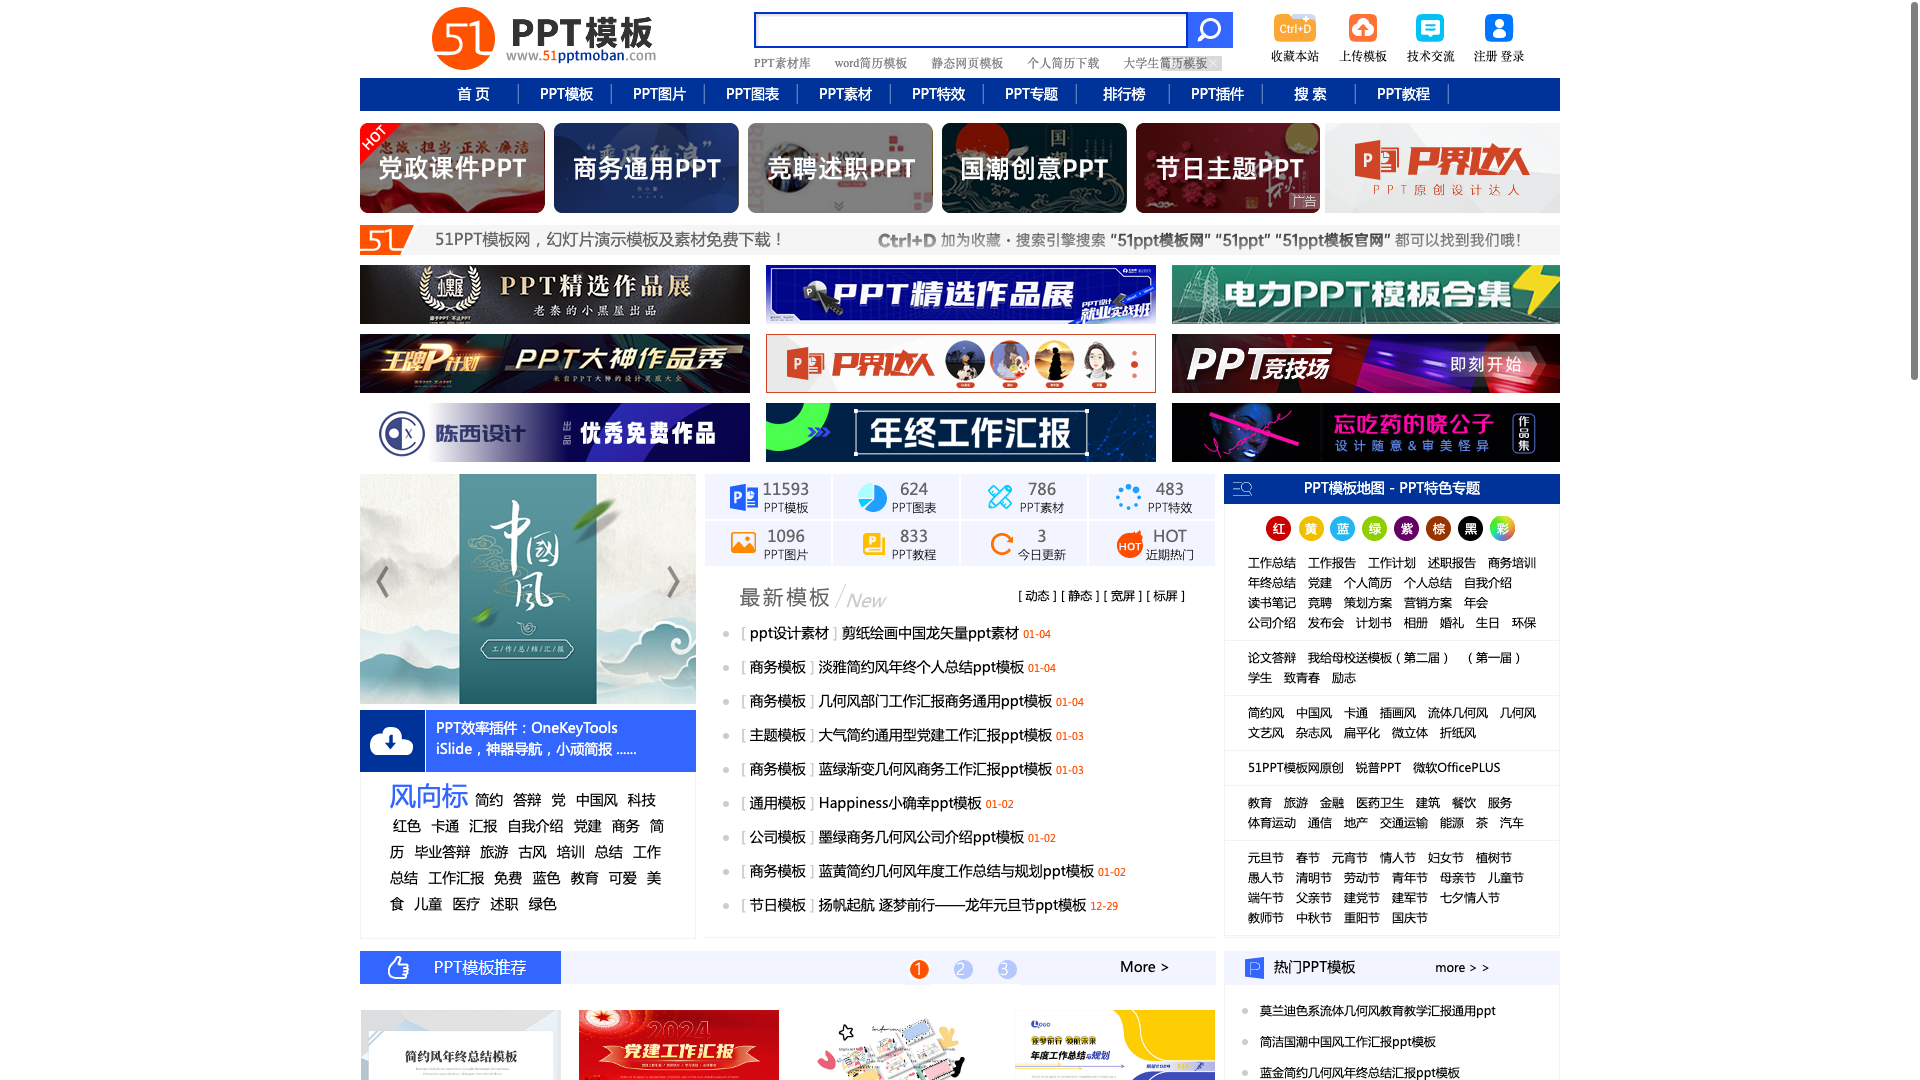 51 PPT模板
www.51pptmoban.com
Ctrl+D
收藏本站 上传模板 技术交流 注册 登录
PPT素材库 word简历模板 静态网页模板 个人简历下载 大学生简历模板
首 页 PPT模板 PPT图片 PPT图表 PPT素材 PPT特效 PPT专题 排行榜 PPT插件 搜 索 PPT教程
HOT
忠诚·担当·正派·廉洁
党政课件PPT 商务通用PPT 竞聘述职PPT 国潮创意PPT 节日主题PPT P界达人
PPT原创设计达人
广告
51 51PPT模板网，幻灯片演示模板及素材免费下载！ Ctrl+D 加为收藏・搜索引擎搜索 “51ppt模板网” “51ppt” “51ppt模板官网” 都可以找到我们哦!
小黑屋 PPT精选作品展
老秦的小黑屋出品
PPT精选作品展
PPT设计 就业实战班
电力PPT模板合集
王牌P计划 PPT大神作品秀
P界达人
PPT竞技场 即刻开始
陈西设计 出品 优秀免费作品
年终工作汇报
忘吃药的晓公子
设计随意&审美怪异
作品集
中國风
工/作/总/结/汇/报
PPT效率插件：OneKeyTools
iSlide，神器导航，小顽简报 ......
风向标 简约 答辩 党 中国风 科技
红色 卡通 汇报 自我介绍 党建 商务 简
历 毕业答辩 旅游 古风 培训 总结 工作
总结 工作汇报 免费 蓝色 教育 可爱 美
食 儿童 医疗 述职 绿色
11593 624 786 483
PPT模板 PPT图表 PPT素材 PPT特效
1096 833 3 HOT
PPT图片 PPT教程 今日更新 近期热门
HOT
最新模板 New [ 动态 ] [ 静态 ] [ 宽屏 ] [ 标屏 ]
[ ppt设计素材 ] 剪纸绘画中国龙矢量ppt素材 01-04
[ 商务模板 ] 淡雅简约风年终个人总结ppt模板 01-04
[ 商务模板 ] 几何风部门工作汇报商务通用ppt模板 01-04
[ 主题模板 ] 大气简约通用型党建工作汇报ppt模板 01-03
[ 商务模板 ] 蓝绿渐变几何风商务工作汇报ppt模板 01-03
[ 通用模板 ] Happiness小确幸ppt模板 01-02
[ 公司模板 ] 墨绿商务几何风公司介绍ppt模板 01-02
[ 商务模板 ] 蓝黄简约几何风年度工作总结与规划ppt模板 01-02
[ 节日模板 ] 扬帆起航 逐梦前行——龙年元旦节ppt模板 12-29
PPT模板地图 - PPT特色专题
红 黄 蓝 绿 紫 棕 黑 彩
工作总结 工作报告 工作计划 述职报告 商务培训
年终总结 党建 个人简历 个人总结 自我介绍
读书笔记 竞聘 策划方案 营销方案 年会
公司介绍 发布会 计划书 相册 婚礼 生日 环保
论文答辩 我给母校送模板（第二届） （第一届）
学生 致青春 励志
简约风 中国风 卡通 插画风 流体几何风 几何风
文艺风 杂志风 扁平化 微立体 折纸风
51PPT模板网原创 锐普PPT 微软OfficePLUS
教育 旅游 金融 医药卫生 建筑 餐饮 服务
体育运动 通信 地产 交通运输 能源 茶 汽车
元旦节 春节 元宵节 情人节 妇女节 植树节
愚人节 清明节 劳动节 青年节 母亲节 儿童节
端午节 父亲节 建党节 建军节 七夕情人节
教师节 中秋节 重阳节 国庆节
PPT模板推荐 1 2 3 More >
热门PPT模板 more > >
莫兰迪色系流体几何风教育教学汇报通用ppt
简洁国潮中国风工作汇报ppt模板
蓝金简约几何风年终总结汇报ppt模板
简约风年终总结模板
2024
党建工作汇报
年度工作总结与规划